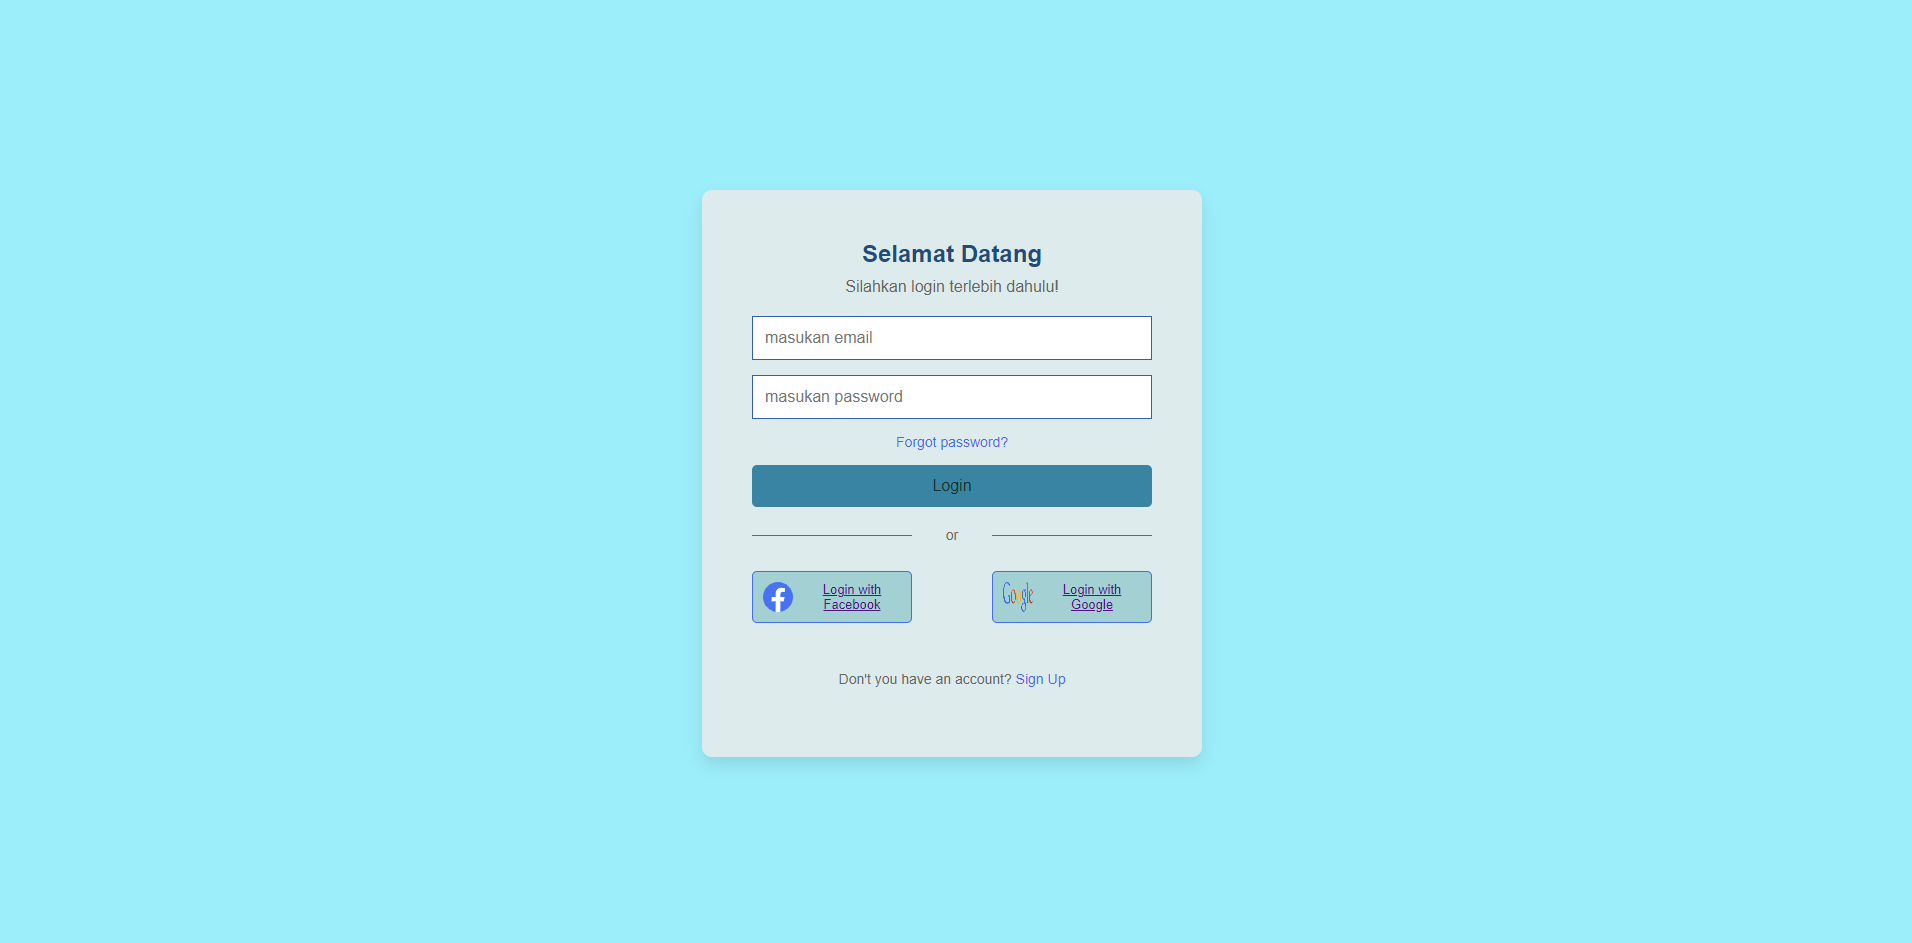 Selamat Datang
Silahkan login terlebih dahulu!
masukan email
masukan password
Forgot password?
Login
or
Login with
Facebook
Google
Login with
Google
Don't you have an account? Sign Up